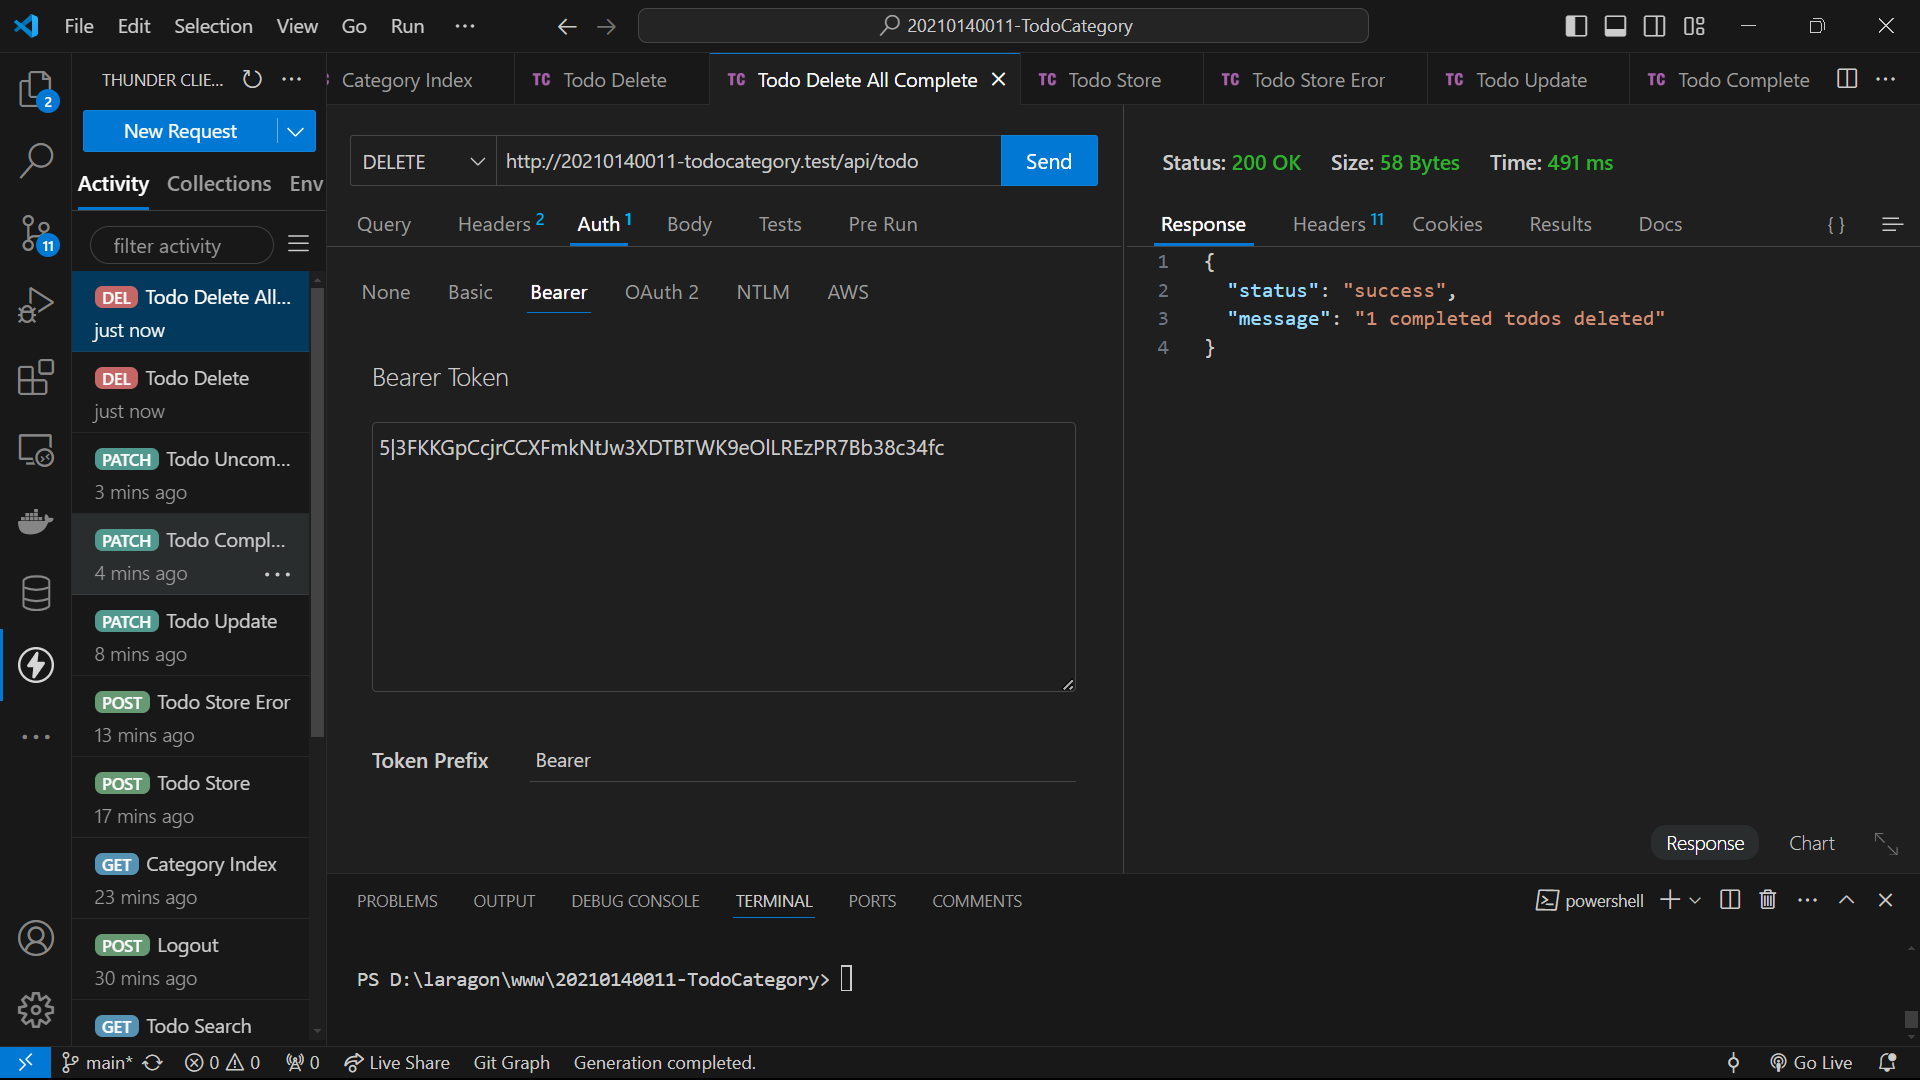 File Edit Selection View Go Run ···
20210140011-TodoCategory
THUNDER CLIE... ···
Category Index
TC Todo Delete
TC Todo Delete All Complete
TC Todo Store
TC Todo Store Eror
TC Todo Update
TC Todo Complete
···
2
New Request
DELETE
http://20210140011-todocategory.test/api/todo
Send
Status: 200 OK Size: 58 Bytes Time: 491 ms
Activity Collections Env
Query Headers 2 Auth 1 Body Tests Pre Run
Response Headers 11 Cookies Results Docs { }
11
filter activity
None Basic Bearer OAuth 2 NTLM AWS
1 {
2 "status": "success",
3 "message": "1 completed todos deleted"
4 }
DEL Todo Delete All...
just now
DEL Todo Delete
just now
PATCH Todo Uncom...
3 mins ago
PATCH Todo Compl...
4 mins ago ···
PATCH Todo Update
8 mins ago
POST Todo Store Eror
13 mins ago
POST Todo Store
17 mins ago
GET Category Index
23 mins ago
POST Logout
30 mins ago
GET Todo Search
Bearer Token
5|3FKKGpCcjrCCXFmkNtJw3XDTBTWK9eOlLREzPR7Bb38c34fc
Token Prefix Bearer
Response Chart
PROBLEMS OUTPUT DEBUG CONSOLE TERMINAL PORTS COMMENTS
powershell ···
PS D:\laragon\www\20210140011-TodoCategory>
main* 0 0 0 Live Share Git Graph Generation completed. Go Live